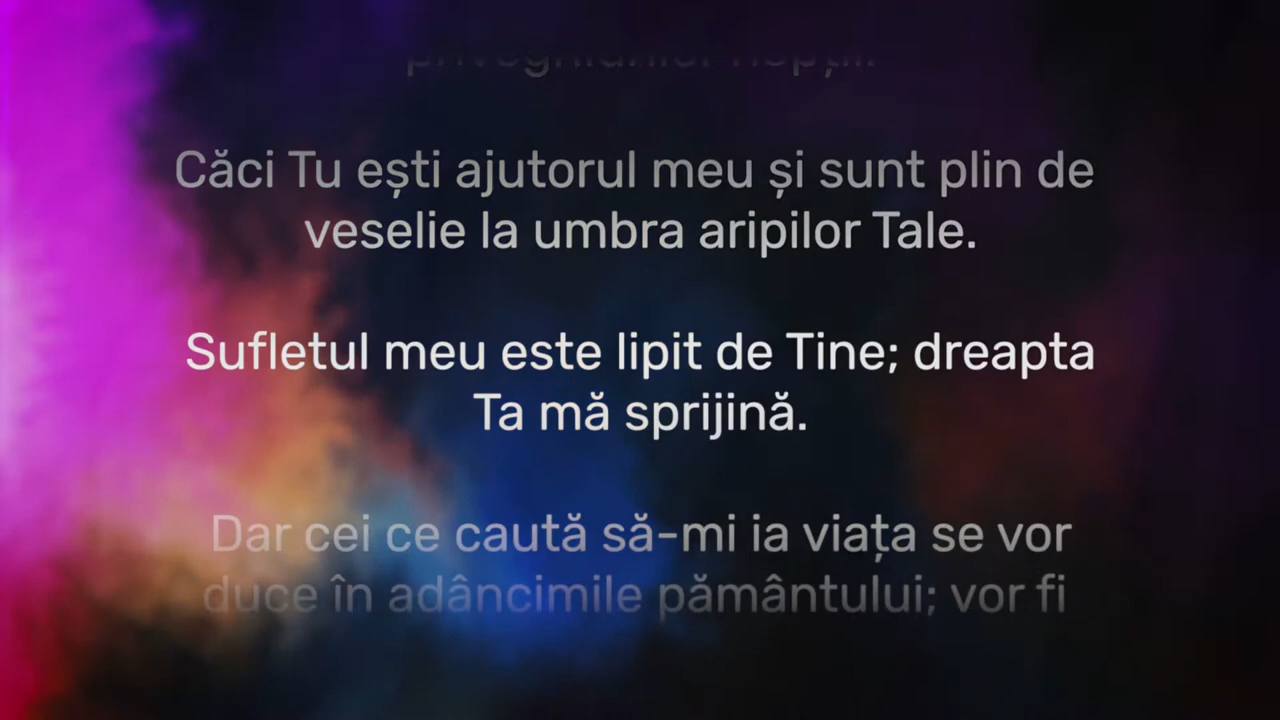 Căci Tu ești ajutorul meu și sunt plin de
veselie la umbra aripilor Tale.
Sufletul meu este lipit de Tine; dreapta
Ta mă sprijină.
Dar cei ce caută să-mi ia viața se vor
duce în adâncimile pământului; vor fi